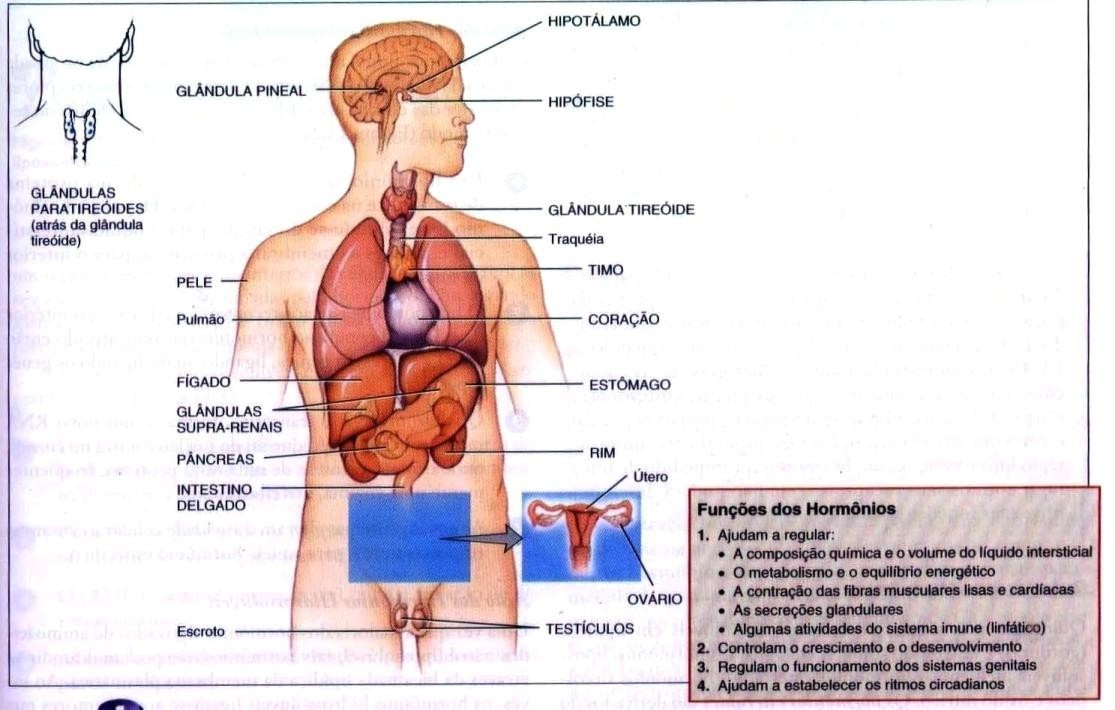 HIPOTÁLAMO
GLÂNDULA PINEAL
HIPÓFISE
GLÂNDULAS
PARATIREÓIDES
(atrás da glândula
tireóide)
GLÂNDULA TIREÓIDE
Traquéia
TIMO
PELE
Pulmão
CORAÇÃO
FÍGADO
ESTÔMAGO
GLÂNDULAS
SUPRA-RENAIS
PÂNCREAS
RIM
INTESTINO
DELGADO
Útero
OVÁRIO
Escroto
TESTÍCULOS
Funções dos Hormônios
1. Ajudam a regular:
• A composição química e o volume do líquido intersticial
• O metabolismo e o equilíbrio energético
• A contração das fibras musculares lisas e cardíacas
• As secreções glandulares
• Algumas atividades do sistema imune (linfático)
2. Controlam o crescimento e o desenvolvimento
3. Regulam o funcionamento dos sistemas genitais
4. Ajudam a estabelecer os ritmos circadianos